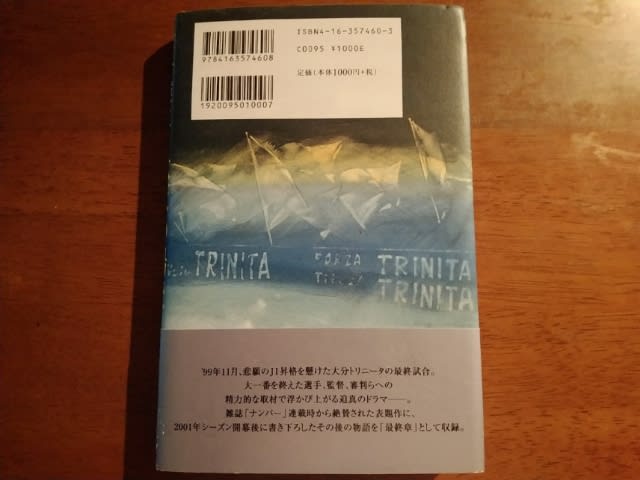 ISBN4-16-357460-3
C0095 ¥1000E
定価(本体1000円+税)
9784163574608
1920095010007
TRINITA
FORZA TRINITA
TRINITA
'99年11月、悲願のJ1昇格を懸けた大分トリニータの最終試合。
大一番を終えた選手、監督、審判らへの
精力的な取材で浮かび上がる迫真のドラマ――。
雑誌「ナンバー」連載時から絶賛された表題作に、
2001年シーズン開幕後に書き下ろしたその後の物語を「最終章」として収録。